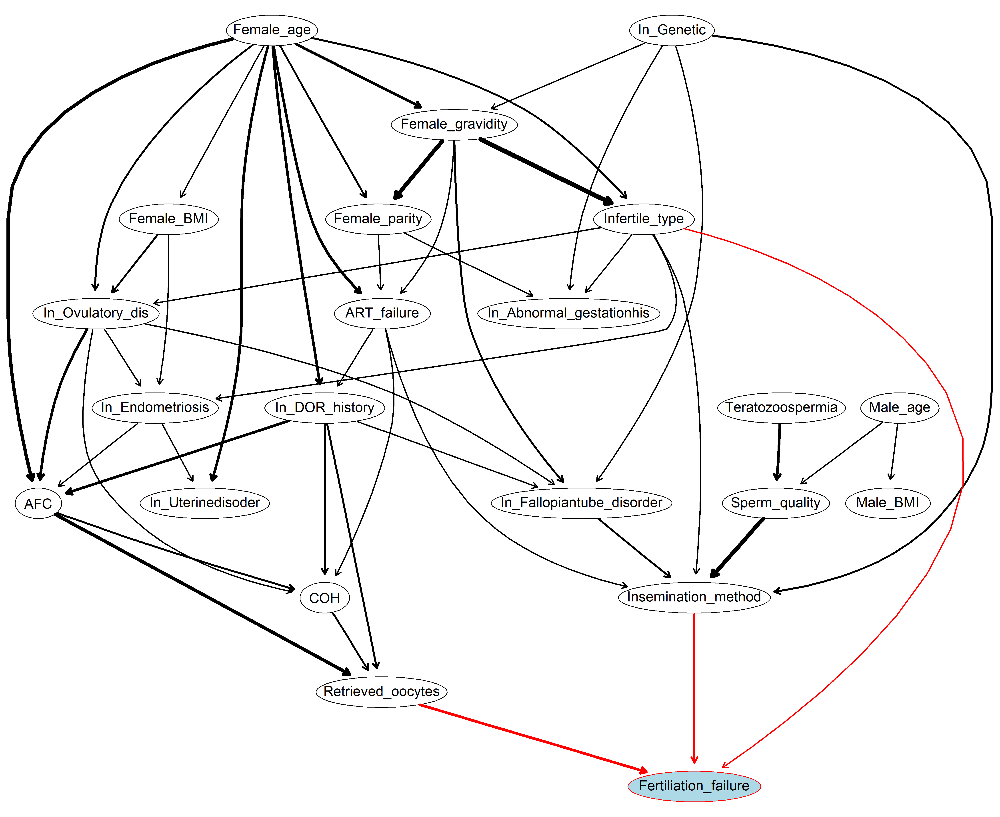 Female_age
In_Genetic
Female_gravidity
Female_BMI
Female_parity
Infertile_type
In_Ovulatory_dis
ART_failure
In_Abnormal_gestationhis
In_Endometriosis
In_DOR_history
Teratozoospermia
Male_age
AFC
In_Uterinedisoder
In_Fallopiantube_disorder
Sperm_quality
Male_BMI
COH
Insemination_method
Retrieved_oocytes
Fertiliation_failure